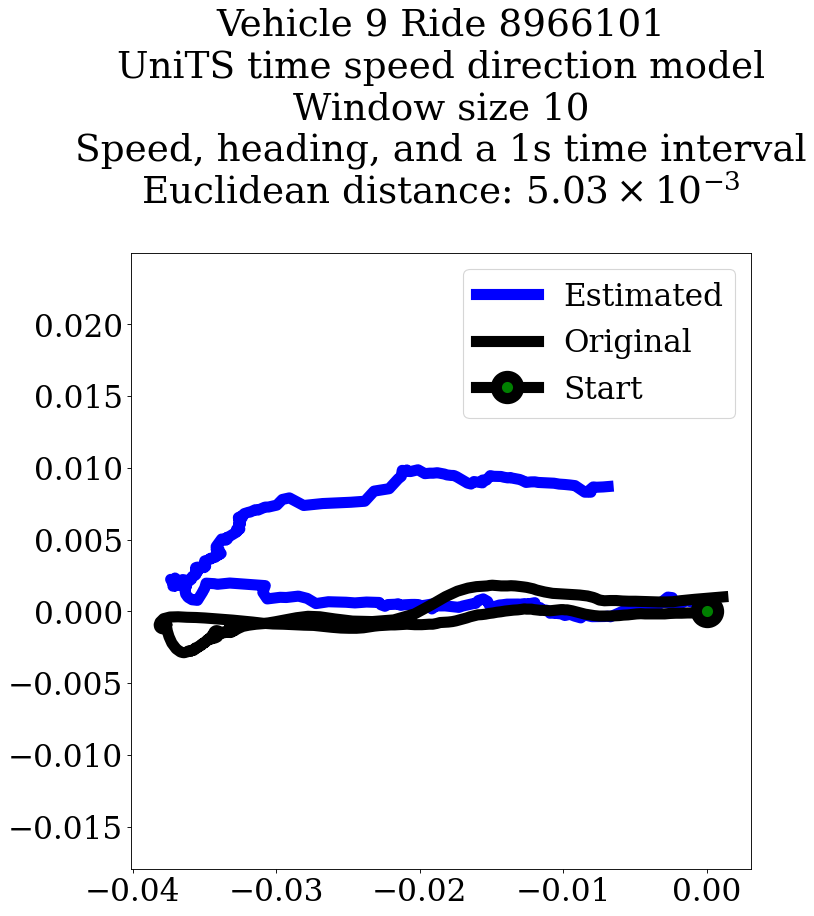 Vehicle 9 Ride 8966101
UniTS time speed direction model
Window size 10
Speed, heading, and a 1s time interval
Euclidean distance: 5.03 × 10⁻³
Estimated
Original
Start
0.020
0.015
0.010
0.005
0.000
−0.005
−0.010
−0.015
−0.04 −0.03 −0.02 −0.01 0.00